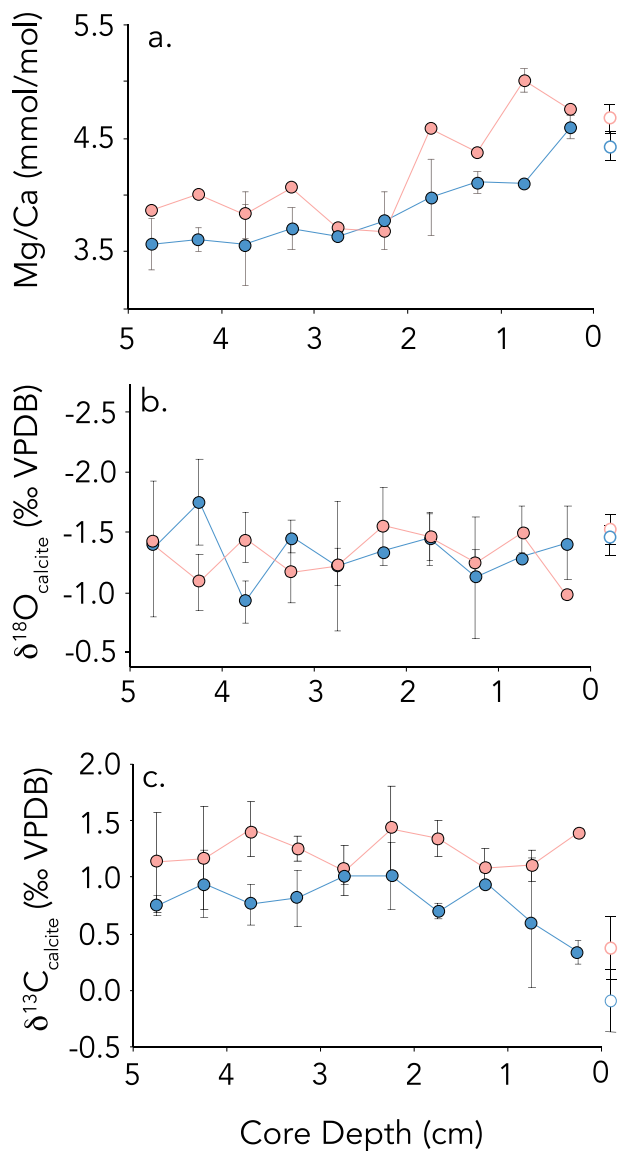 5.5
a.
4.5
3.5
Mg/Ca (mmol/mol)
5 4 3 2 1 0
b.
-2.5
-2.0
-1.5
-1.0
-0.5
δ¹⁸Ocalcite (‰ VPDB)
5 4 3 2 1 0
2.0
c.
1.5
1.0
0.5
0.0
-0.5
δ¹³Ccalcite (‰ VPDB)
5 4 3 2 1 0
Core Depth (cm)